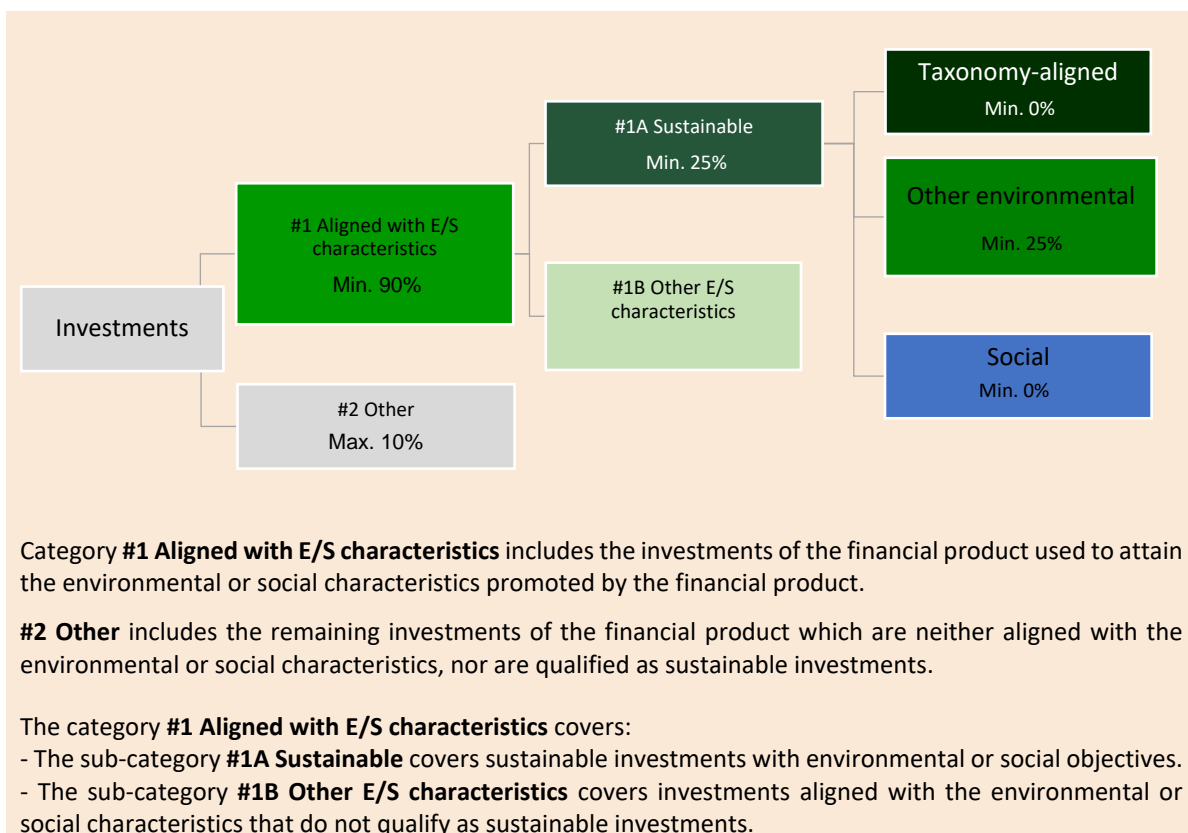 Taxonomy-aligned
Min. 0%
#1A Sustainable
Min. 25%
Other environmental
Min. 25%
#1 Aligned with E/S
characteristics
Min. 90%
#1B Other E/S
characteristics
Investments
Social
Min. 0%
#2 Other
Max. 10%
Category #1 Aligned with E/S characteristics includes the investments of the financial product used to attain
the environmental or social characteristics promoted by the financial product.
#2 Other includes the remaining investments of the financial product which are neither aligned with the
environmental or social characteristics, nor are qualified as sustainable investments.
The category #1 Aligned with E/S characteristics covers:
- The sub-category #1A Sustainable covers sustainable investments with environmental or social objectives.
- The sub-category #1B Other E/S characteristics covers investments aligned with the environmental or
social characteristics that do not qualify as sustainable investments.